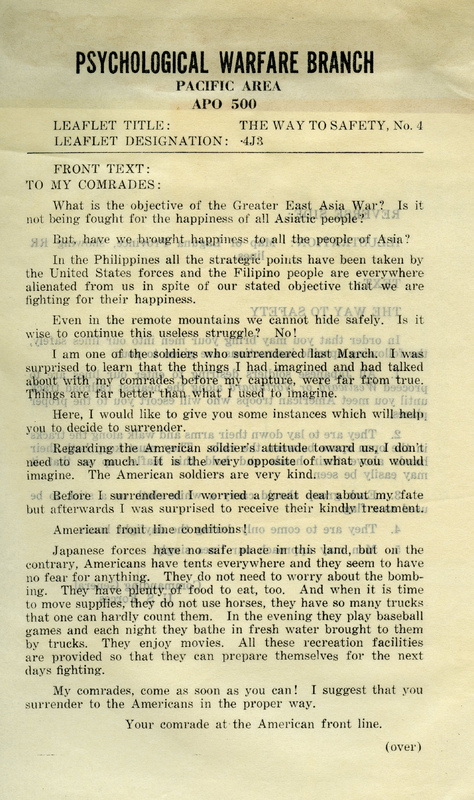 PSYCHOLOGICAL WARFARE BRANCH
PACIFIC AREA
APO 500
LEAFLET TITLE: THE WAY TO SAFETY, No. 4
LEAFLET DESIGNATION: 4J3
FRONT TEXT:
TO MY COMRADES:
What is the objective of the Greater East Asia War? Is it
not being fought for the happiness of all Asiatic people?
But, have we brought happiness to all the people of Asia?
In the Philippines all the strategic points have been taken by
the United States forces and the Filipino people are everywhere
alienated from us in spite of our stated objective that we are
fighting for their happiness.
Even in the remote mountains we cannot hide safely. Is it
wise to continue this useless struggle? No!
I am one of the soldiers who surrendered last March. I was
surprised to learn that the things I had imagined and had talked
about with my comrades before my capture, were far from true.
Things are far better than what I used to imagine.
Here, I would like to give you some instances which will help
you to decide to surrender.
Regarding the American soldier's attitude toward us, I don't
need to say much. It is the very opposite of what you would
imagine. The American soldiers are very kind.
Before I surrendered I worried a great deal about my fate
but afterwards I was surprised to receive their kindly treatment.
American front line conditions!
Japanese forces have no safe place in this land, but on the
contrary, Americans have tents everywhere and they seem to have
no fear for anything. They do not need to worry about the bomb-
ing. They have plenty of food to eat, too. And when it is time
to move supplies, they do not use horses, they have so many trucks
that one can hardly count them. In the evening they play baseball
games and each night they bathe in fresh water brought to them
by trucks. They enjoy movies. All these recreation facilities
are provided so that they can prepare themselves for the next
days fighting.
My comrades, come as soon as you can! I suggest that you
surrender to the Americans in the proper way.
Your comrade at the American front line.
(over)